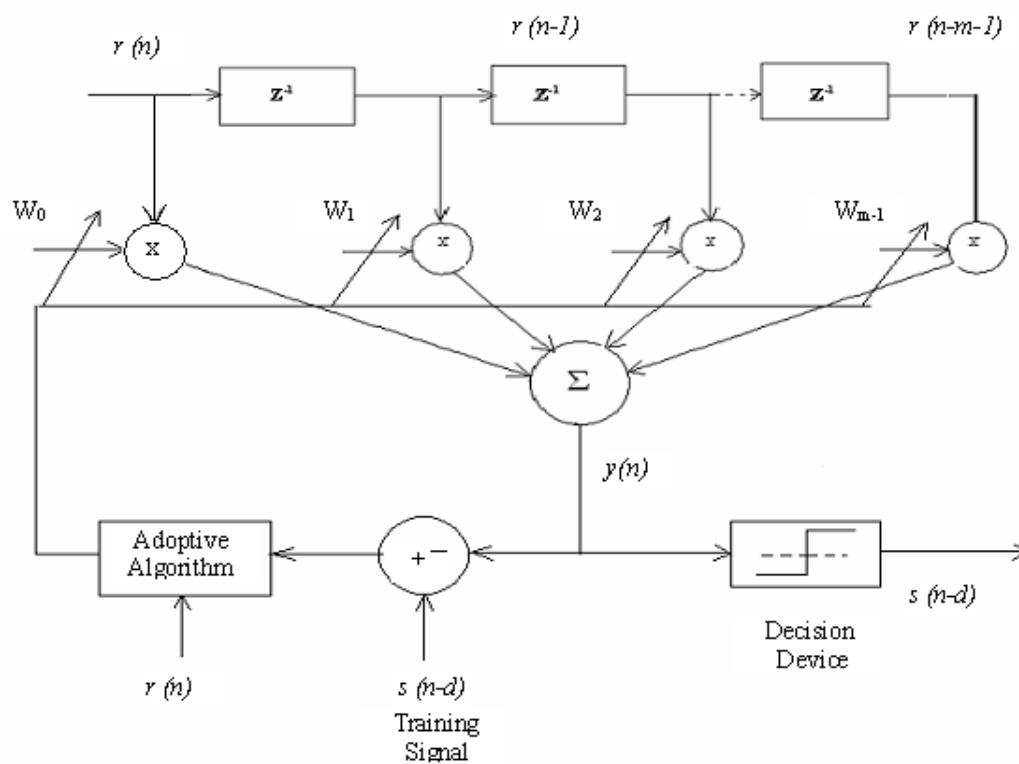 r (n)
r (n-1)
r (n-m-1)
Z-1
Z-1
Z-1
W0
W1
W2
Wm-1
x
x
x
x
Σ
y(n)
Adoptive
Algorithm
+ −
s (n-d)
Decision
Device
r (n)
s (n-d)
Training
Signal